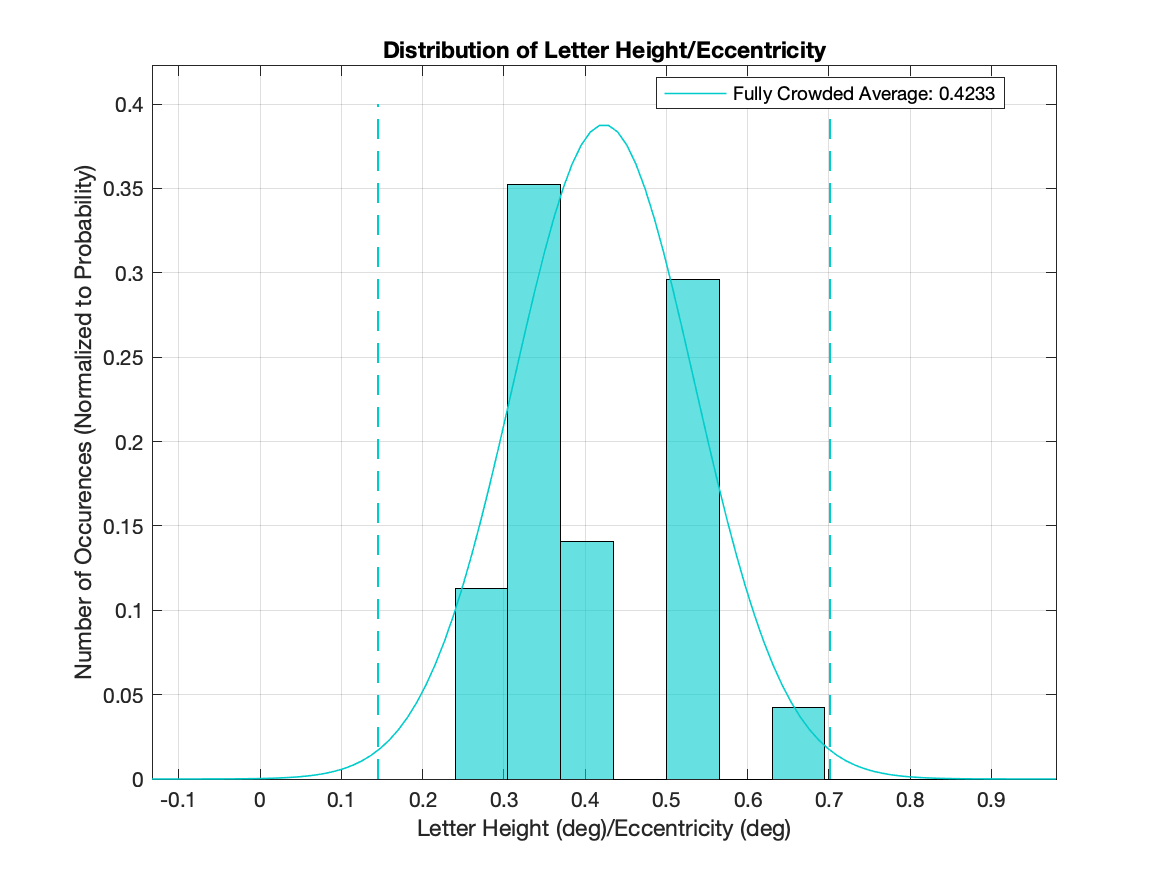 Distribution of Letter Height/Eccentricity
Fully Crowded Average: 0.4233
Number of Occurences (Normalized to Probability)
0.4
0.35
0.3
0.25
0.2
0.15
0.1
0.05
0
-0.1 0 0.1 0.2 0.3 0.4 0.5 0.6 0.7 0.8 0.9
Letter Height (deg)/Eccentricity (deg)